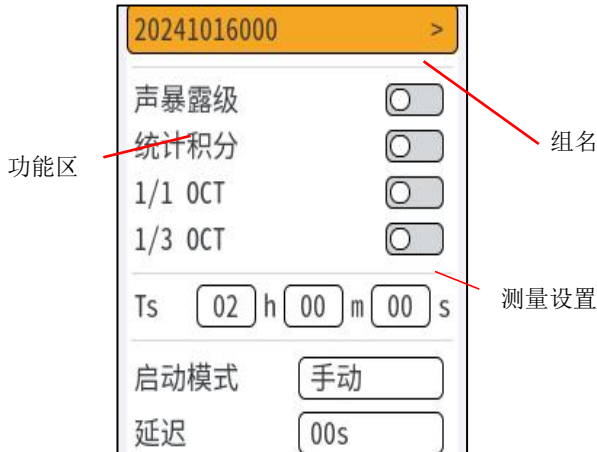 20241016000 >
组名
声暴露级
统计积分
功能区
1/1 OCT
1/3 OCT
测量设置
Ts 02 h 00 m 00 s
启动模式 手动
延迟 00s